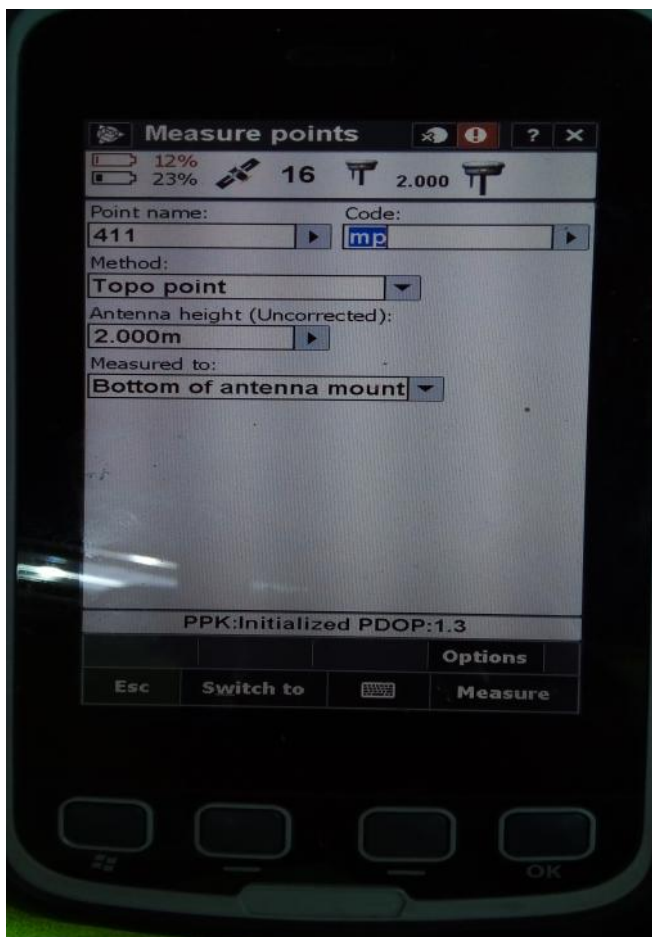 Measure points ? ×
12%
23% 16 2.000
Point name: Code:
411 mp
Method:
Topo point
Antenna height (Uncorrected):
2.000m
Measured to:
Bottom of antenna mount
PPK:Initialized PDOP:1.3
Options
Esc Switch to Measure
OK